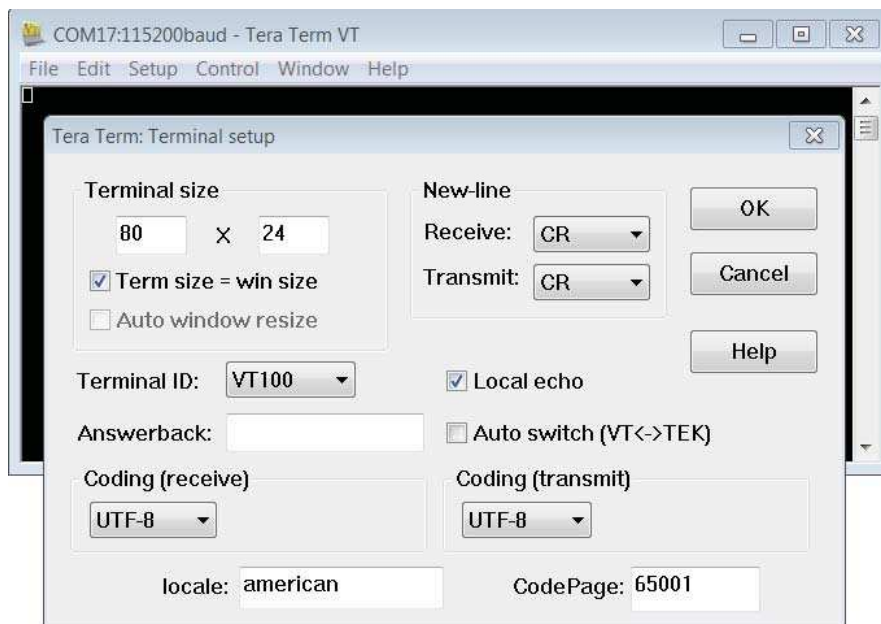 COM17:115200baud - Tera Term VT
File Edit Setup Control Window Help
Tera Term: Terminal setup
Terminal size
80 X 24
Term size = win size
Auto window resize
New-line
Receive: CR
Transmit: CR
OK
Cancel
Help
Terminal ID: VT100
Local echo
Answerback:
Auto switch (VT<->TEK)
Coding (receive)
UTF-8
Coding (transmit)
UTF-8
locale: american
CodePage: 65001